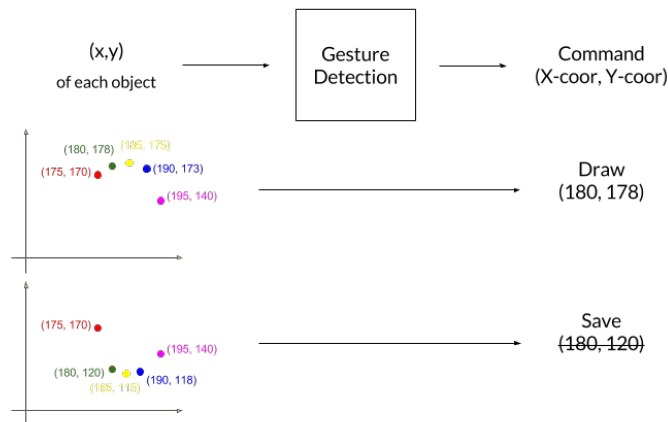 (x,y)
of each object
Gesture
Detection
Command
(X-coor, Y-coor)
(180, 178)
(185, 175)
(175, 170)
(190, 173)
(195, 140)
Draw
(180, 178)
(175, 170)
(195, 140)
(180, 120)
(185, 115)
(190, 118)
Save
(180, 120)